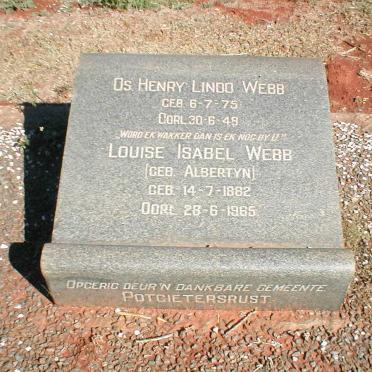 Ds. Henry Lindo Webb
Geb. 6-7-75
Oorl. 30-6-49
"Word ek wakker dan is ek nog by U."
Louise Isabel Webb
(Geb. Albertyn)
Geb. 14-7-1882
Oorl. 28-6-1965
Opgerig deur 'n dankbare gemeente
Potgietersrust